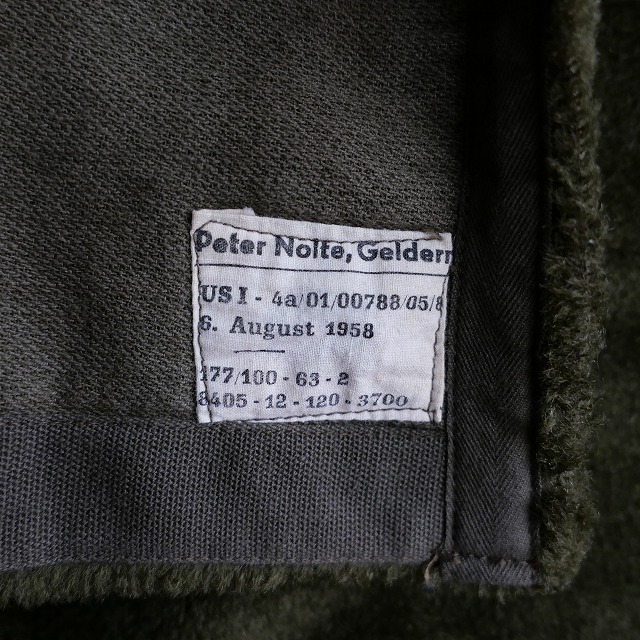 Peter Nolte, Geldern
US I - 4a/01/00788/05/8
6. August 1958
177/100 - 63 - 2
8405 - 12 - 120 - 3700